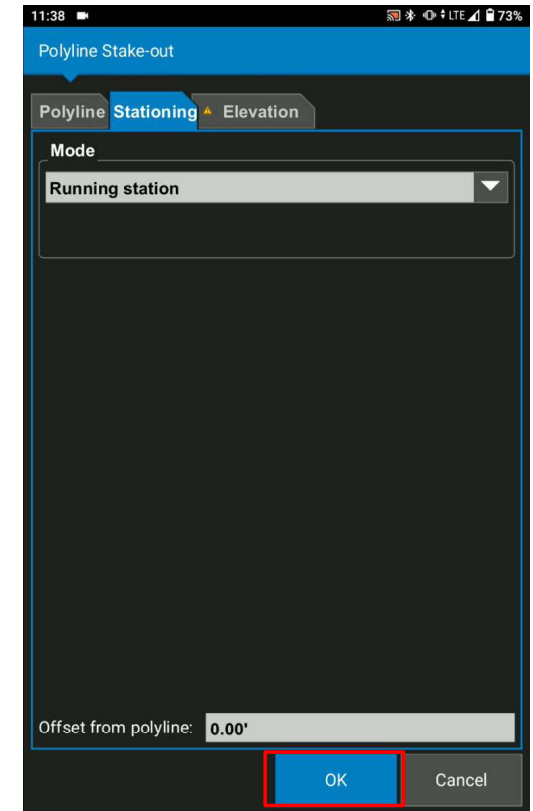 11:38 LTE 73%
Polyline Stake-out
Polyline Stationing Elevation
Mode
Running station
Offset from polyline: 0.00'
OK Cancel